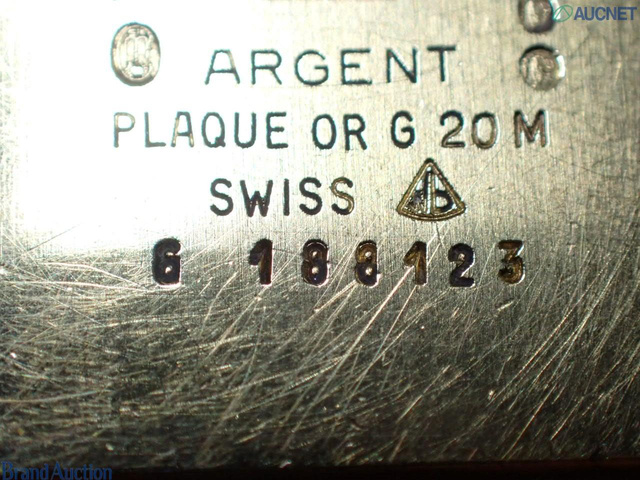 AUCNET
ARGENT
PLAQUE OR G 20 M
SWISS
6 188123
Brand Auction